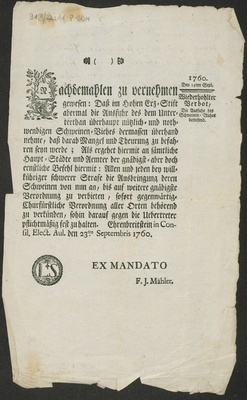 ( )
1760.
Wiederhohlter
Verbot,
Die Ausfuhr des
Schweinen-Viehes
betreffend.
Nachdemahlen zu vernehmen
gewesen: Daß im Hohen Ertz-Stift
abermal die Ausfuhr des dem Unter-
terthan überhaupt nützlich- und noth-
wendigen Schweinen-Viehes dermassen überhand
nehme, daß darab Mangel und Theurung zu befah-
ren seyn werde; Als ergehet hiermit an sämtliche
Haupt-Städte und Aemter der gnädigst-aber doch
ernstliche Befehl hiermit: Allen und jeden bey will-
kühriger schwerer Strafe die Ausbringung deren
Schweinen von nun an, bis auf weiter gnädigste
Verordnung zu verbieten, sofort gegenwärtig-
Churfürstliche Verordnung aller Orten behörend
zu verkünden, sohin darauf gegen die Uebertreter
pflichtmäßig fest zu halten. Ehrenbreitstein in Con-
sil. Elect. Aul. den 23ten Septembris 1760.
EX MANDATO
F. J. Mähler.
LS